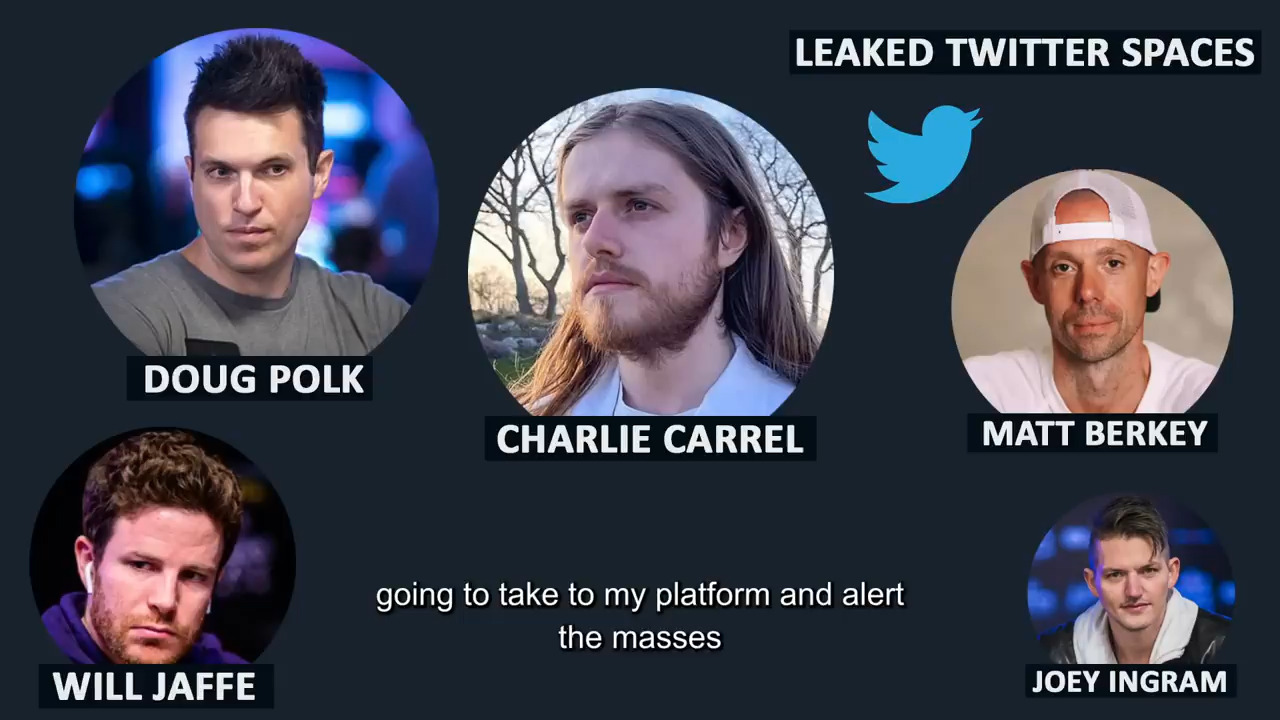 LEAKED TWITTER SPACES
DOUG POLK
CHARLIE CARREL
MATT BERKEY
going to take to my platform and alert
the masses
WILL JAFFE
JOEY INGRAM